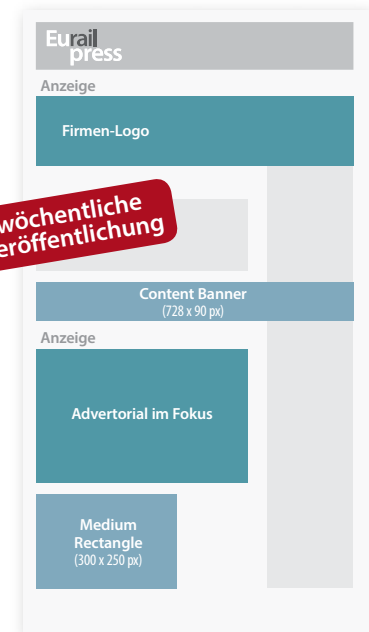 Eurail
press
Anzeige
Firmen-Logo
wöchentliche
eröffentlichung
Content Banner
(728 x 90 px)
Anzeige
Advertorial im Fokus
Medium
Rectangle
(300 x 250 px)